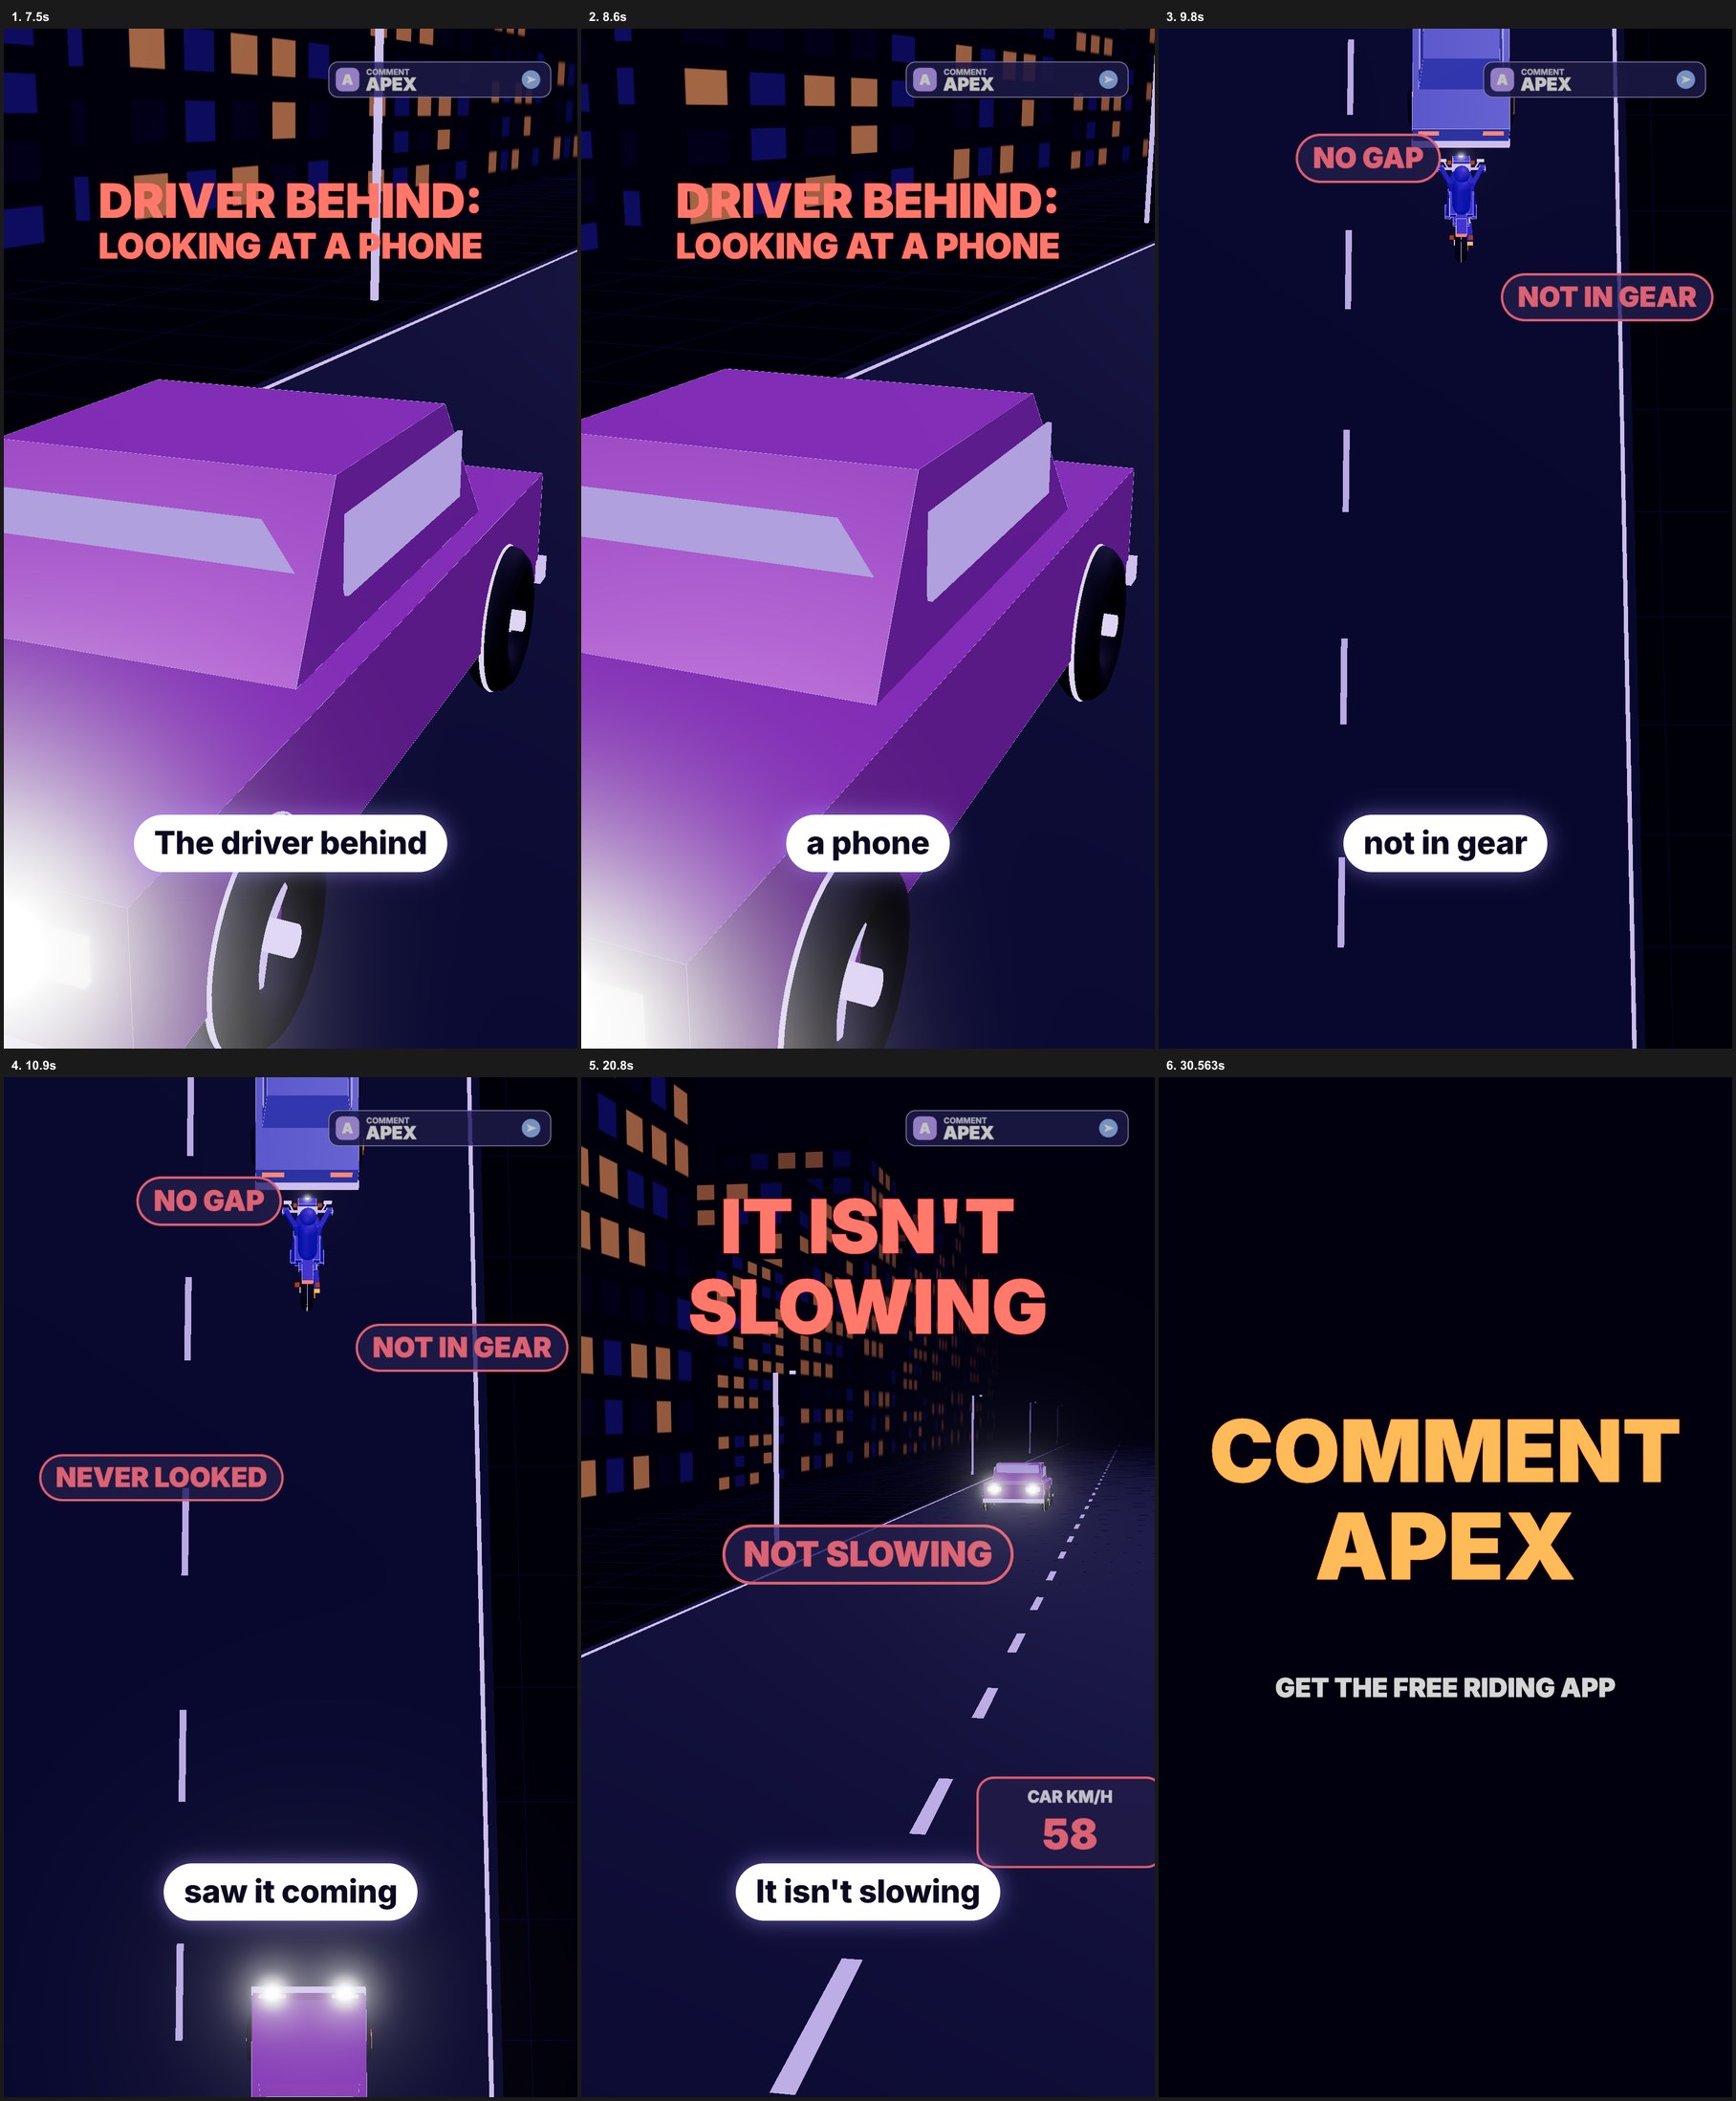 1. 7.5s
A COMMENT
APEX
DRIVER BEHIND:
LOOKING AT A PHONE
The driver behind
2. 8.6s
A COMMENT
APEX
DRIVER BEHIND:
LOOKING AT A PHONE
a phone
3. 9.8s
A COMMENT
APEX
NO GAP
NOT IN GEAR
not in gear
4. 10.9s
A COMMENT
APEX
NO GAP
NOT IN GEAR
NEVER LOOKED
saw it coming
5. 20.8s
A COMMENT
APEX
IT ISN'T
SLOWING
NOT SLOWING
CAR KM/H
58
It isn't slowing
6. 30.563s
COMMENT
APEX
GET THE FREE RIDING APP